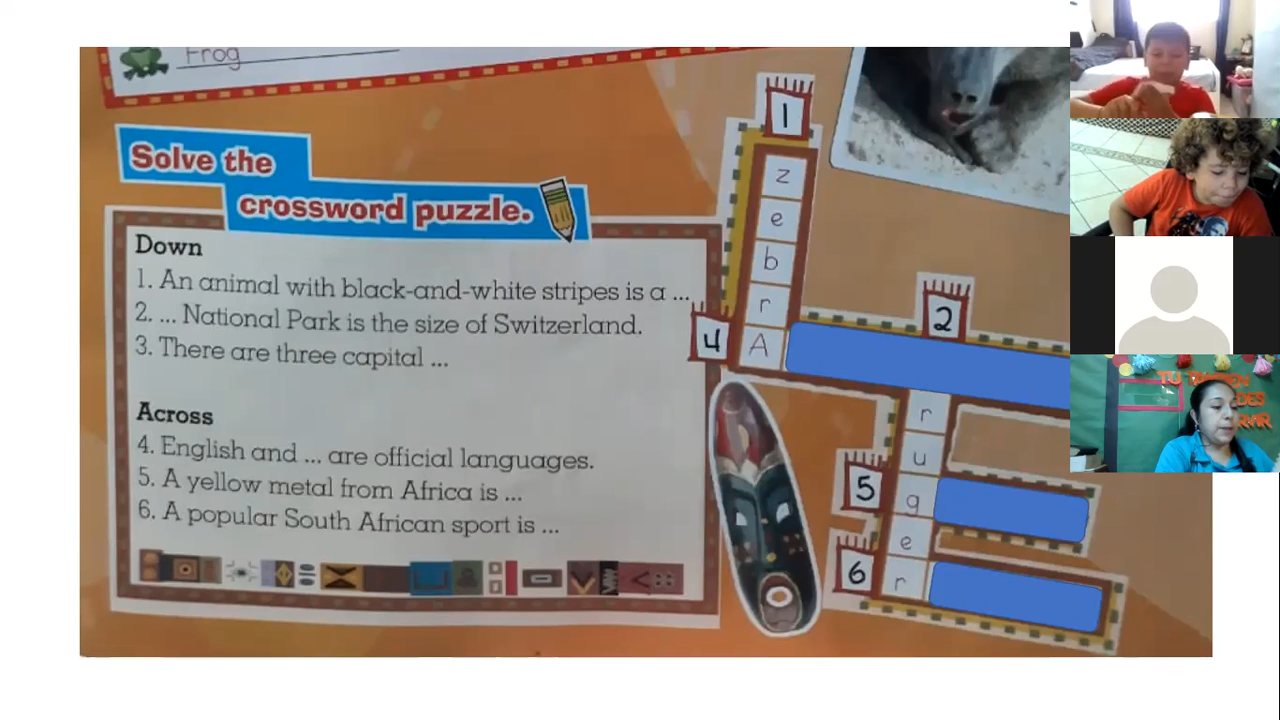 Frog
Solve the
crossword puzzle.
Down
1. An animal with black-and-white stripes is a ...
2. ... National Park is the size of Switzerland.
3. There are three capital ...
Across
4. English and ... are official languages.
5. A yellow metal from Africa is ...
6. A popular South African sport is ...
1
z
e
b
r
4 A
2
r
u
5 g
e
6 r